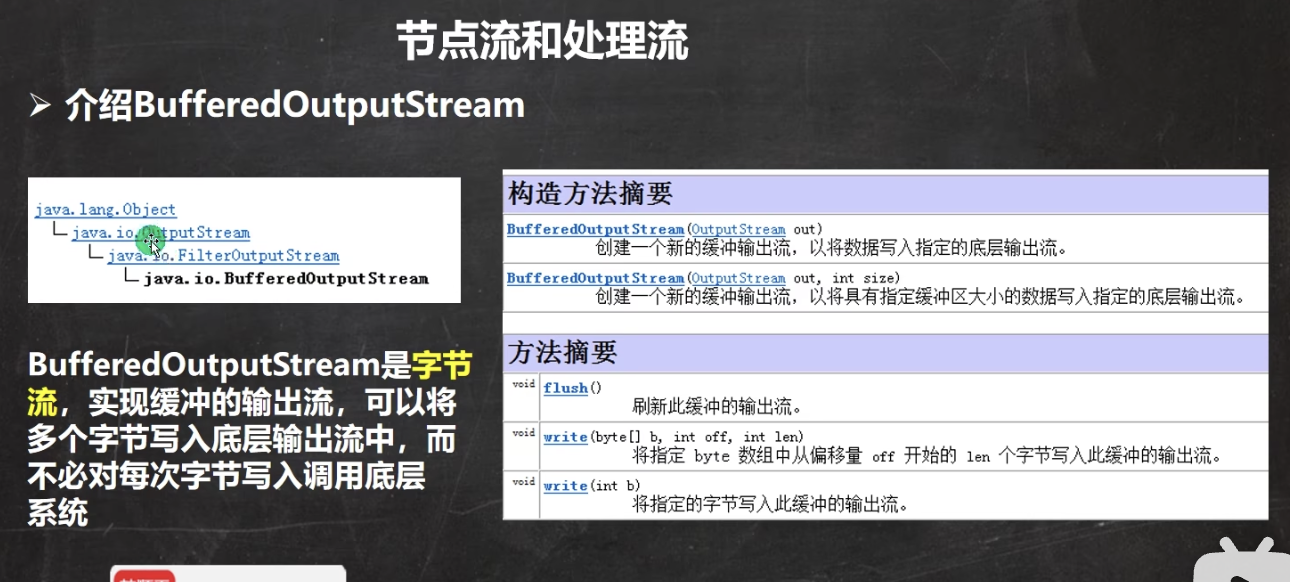 节点流和处理流
介绍BufferedOutputStream
java.lang.Object
java.io.OutputStream
java.io.FilterOutputStream
java.io.BufferedOutputStream
BufferedOutputStream是字节
流，实现缓冲的输出流，可以将
多个字节写入底层输出流中，而
不必对每次字节写入调用底层
系统
构造方法摘要
BufferedOutputStream(OutputStream out)
创建一个新的缓冲输出流，以将数据写入指定的底层输出流。
BufferedOutputStream(OutputStream out, int size)
创建一个新的缓冲输出流，以将具有指定缓冲区大小的数据写入指定的底层输出流。
方法摘要
void flush()
刷新此缓冲的输出流。
void write(byte[] b, int off, int len)
将指定 byte 数组中从偏移量 off 开始的 len 个字节写入此缓冲的输出流。
void write(int b)
将指定的字节写入此缓冲的输出流。